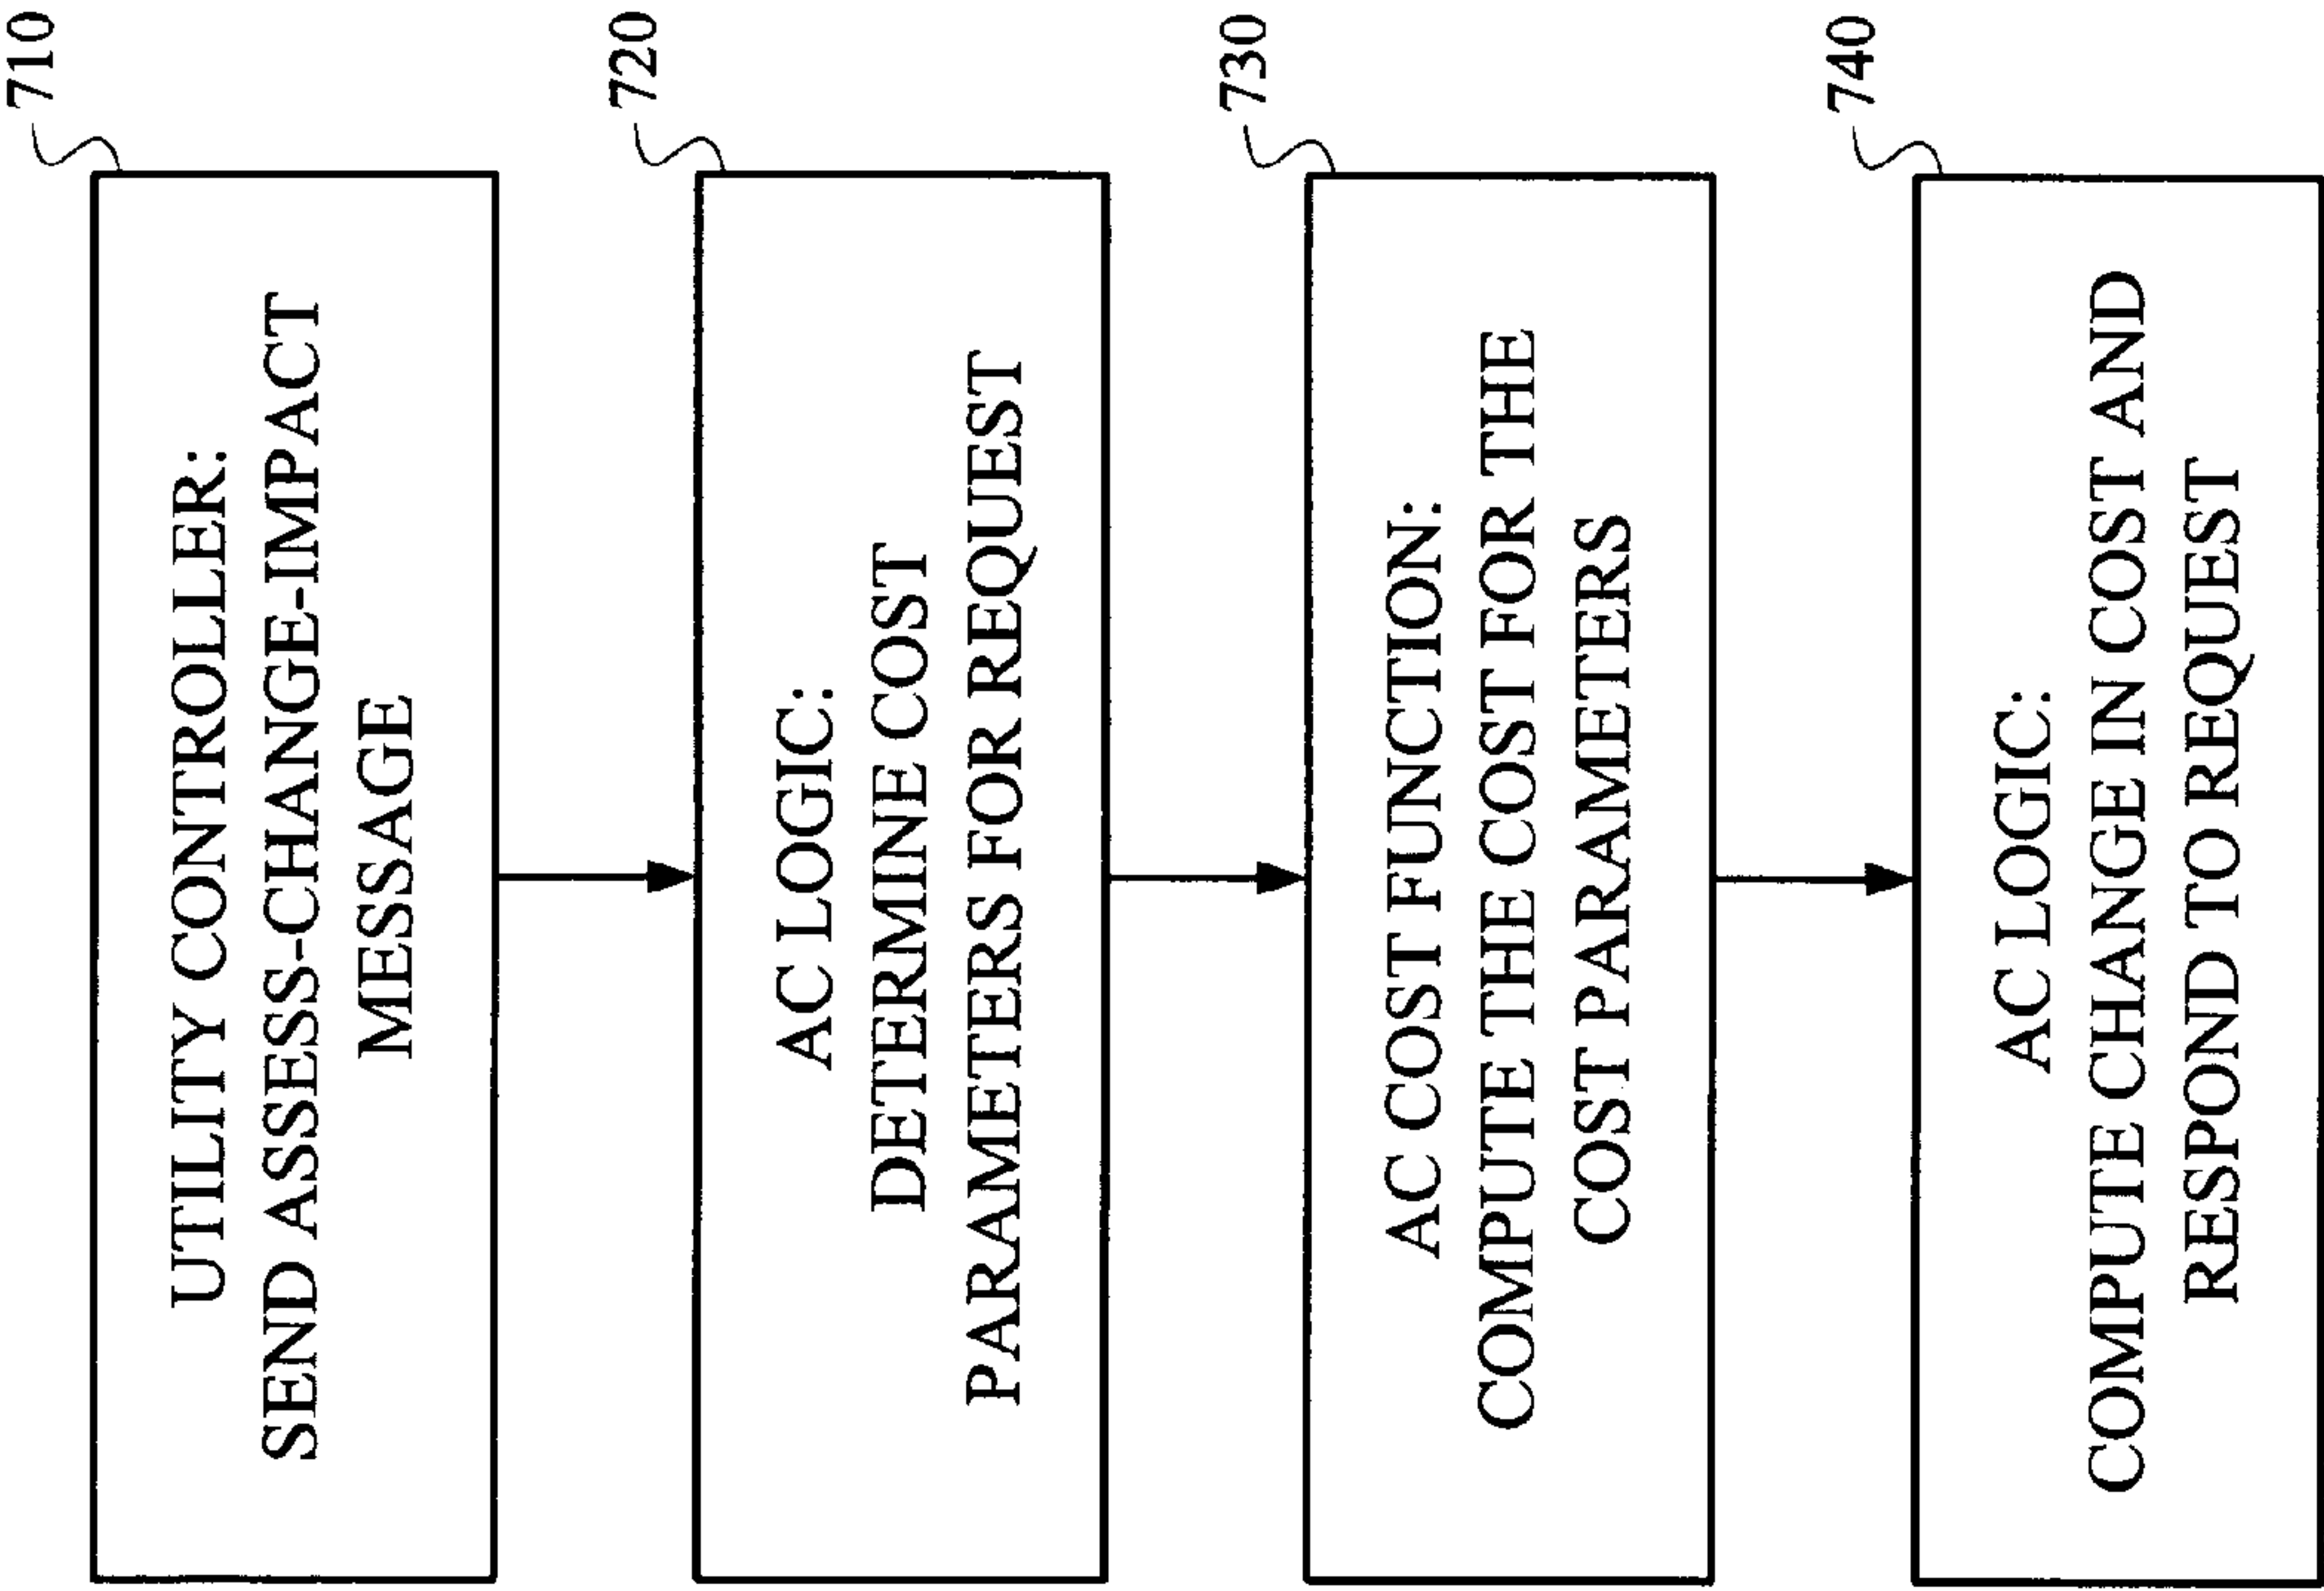 710
UTILITY CONTROLLER:
SEND ASSESS-CHANGE-IMPACT
MESSAGE
720
AC LOGIC:
DETERMINE COST
PARAMETERS FOR REQUEST
730
AC COST FUNCTION:
COMPUTE THE COST FOR THE
COST PARAMETERS
740
AC LOGIC:
COMPUTE CHANGE IN COST AND
RESPOND TO REQUEST